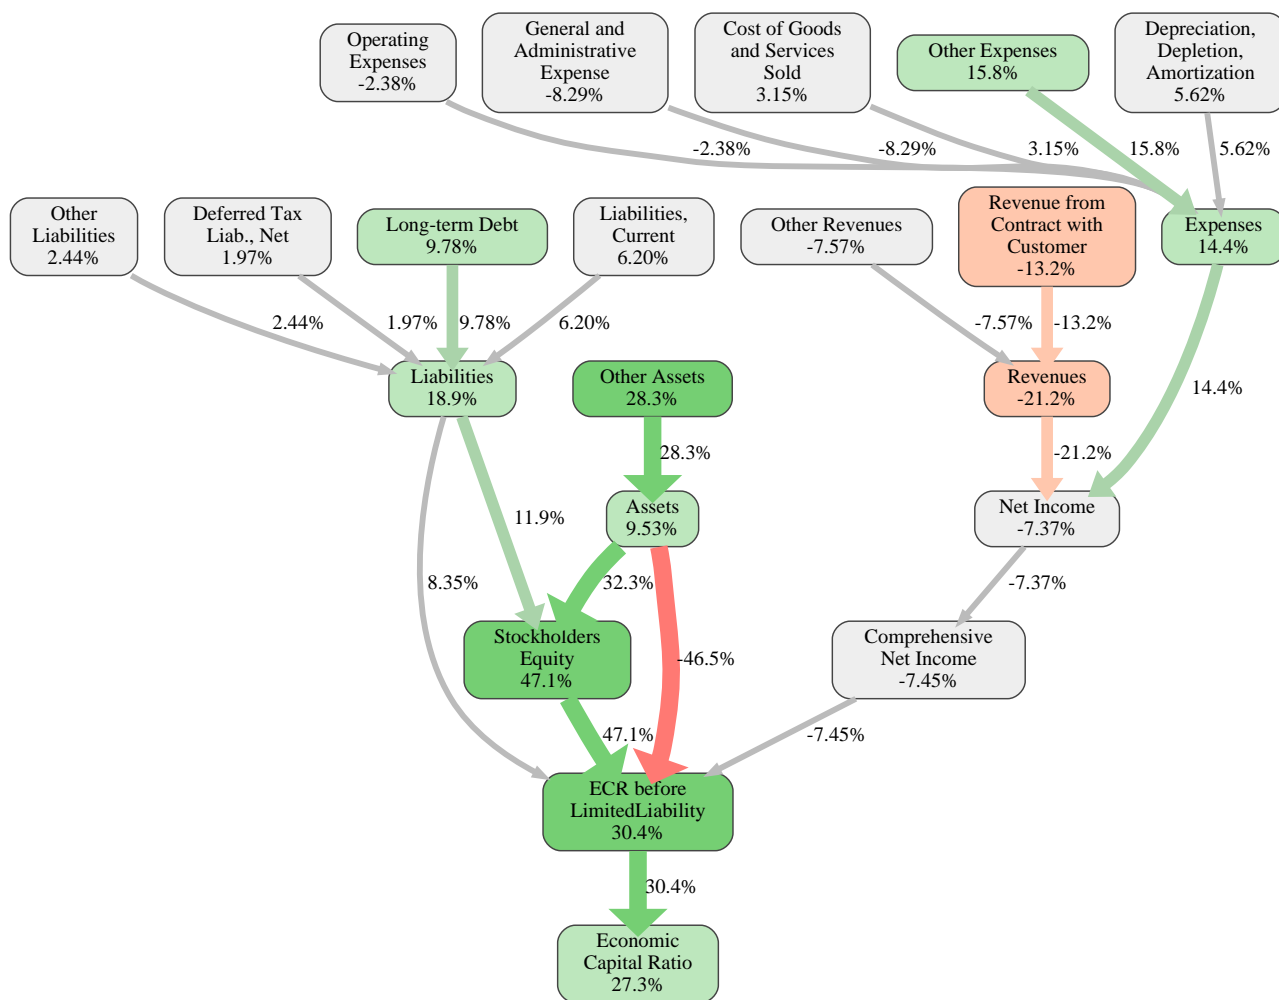 Operating
Expenses
-2.38%
General and
Administrative
Expense
-8.29%
Cost of Goods
and Services
Sold
3.15%
Other Expenses
15.8%
Depreciation,
Depletion,
Amortization
5.62%
-2.38%
-8.29%
3.15%
15.8%
5.62%
Other
Liabilities
2.44%
Deferred Tax
Liab., Net
1.97%
Long-term Debt
9.78%
Liabilities,
Current
6.20%
Other Revenues
-7.57%
Revenue from
Contract with
Customer
-13.2%
Expenses
14.4%
2.44%
1.97%
9.78%
6.20%
-7.57%
-13.2%
14.4%
Liabilities
18.9%
Other Assets
28.3%
Revenues
-21.2%
28.3%
-21.2%
11.9%
Assets
9.53%
Net Income
-7.37%
8.35%
32.3%
-46.5%
-7.37%
Stockholders
Equity
47.1%
Comprehensive
Net Income
-7.45%
47.1%
-7.45%
ECR before
LimitedLiability
30.4%
30.4%
Economic
Capital Ratio
27.3%